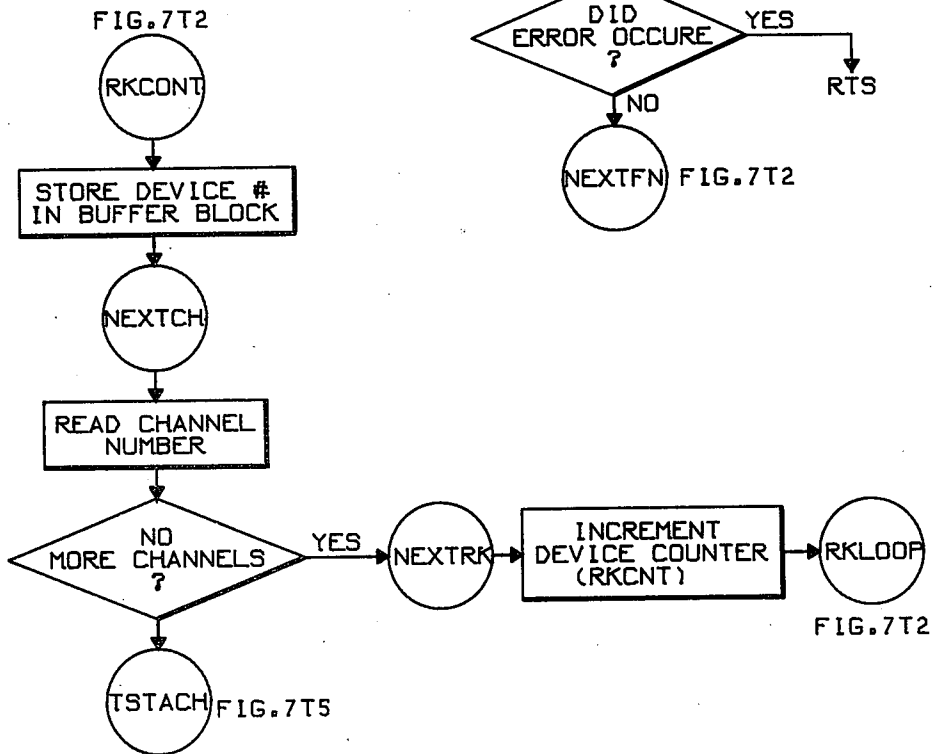 FIG.7T2
RKCONT
STORE DEVICE #
IN BUFFER BLOCK
NEXTCH
READ CHANNEL
NUMBER
NO
MORE CHANNELS
?
YES
NEXTRK
INCREMENT
DEVICE COUNTER
(RKCNT)
RKLOOP
FIG.7T2
TSTACH
FIG.7T5
DID
ERROR OCCURE
?
YES
RTS
NO
NEXTFN
FIG.7T2